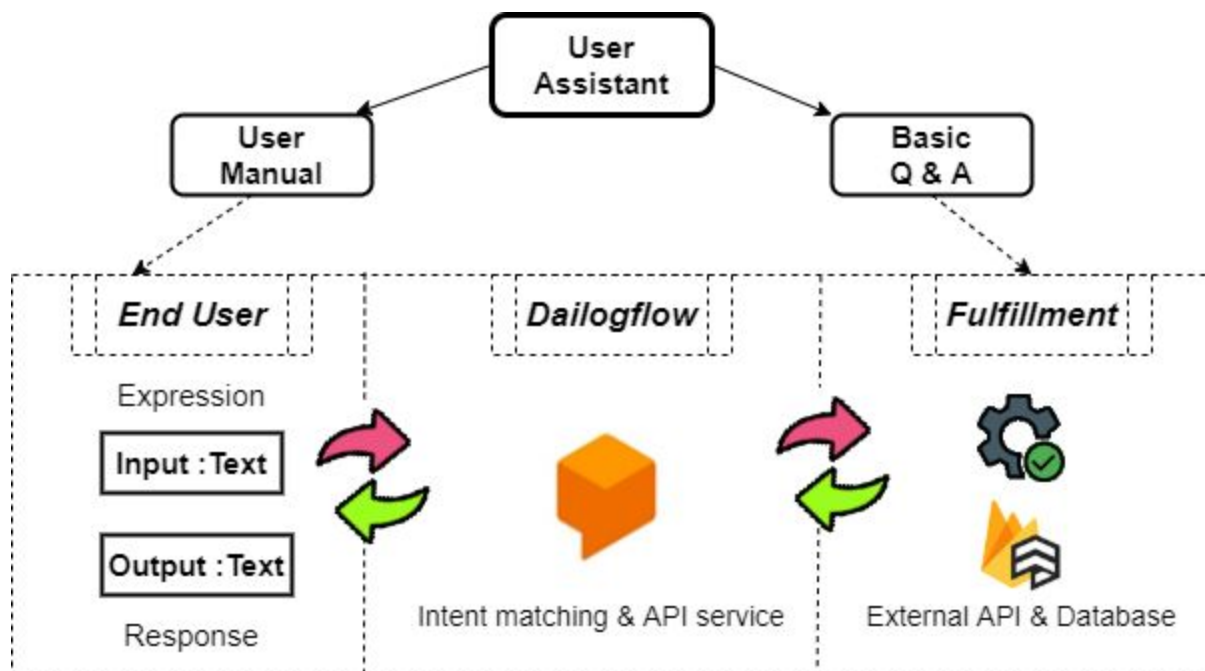 User
Assistant
User
Manual
Basic
Q & A
End User
Dailogflow
Fulfillment
Expression
Input : Text
Output : Text
Response
Intent matching & API service
External API & Database